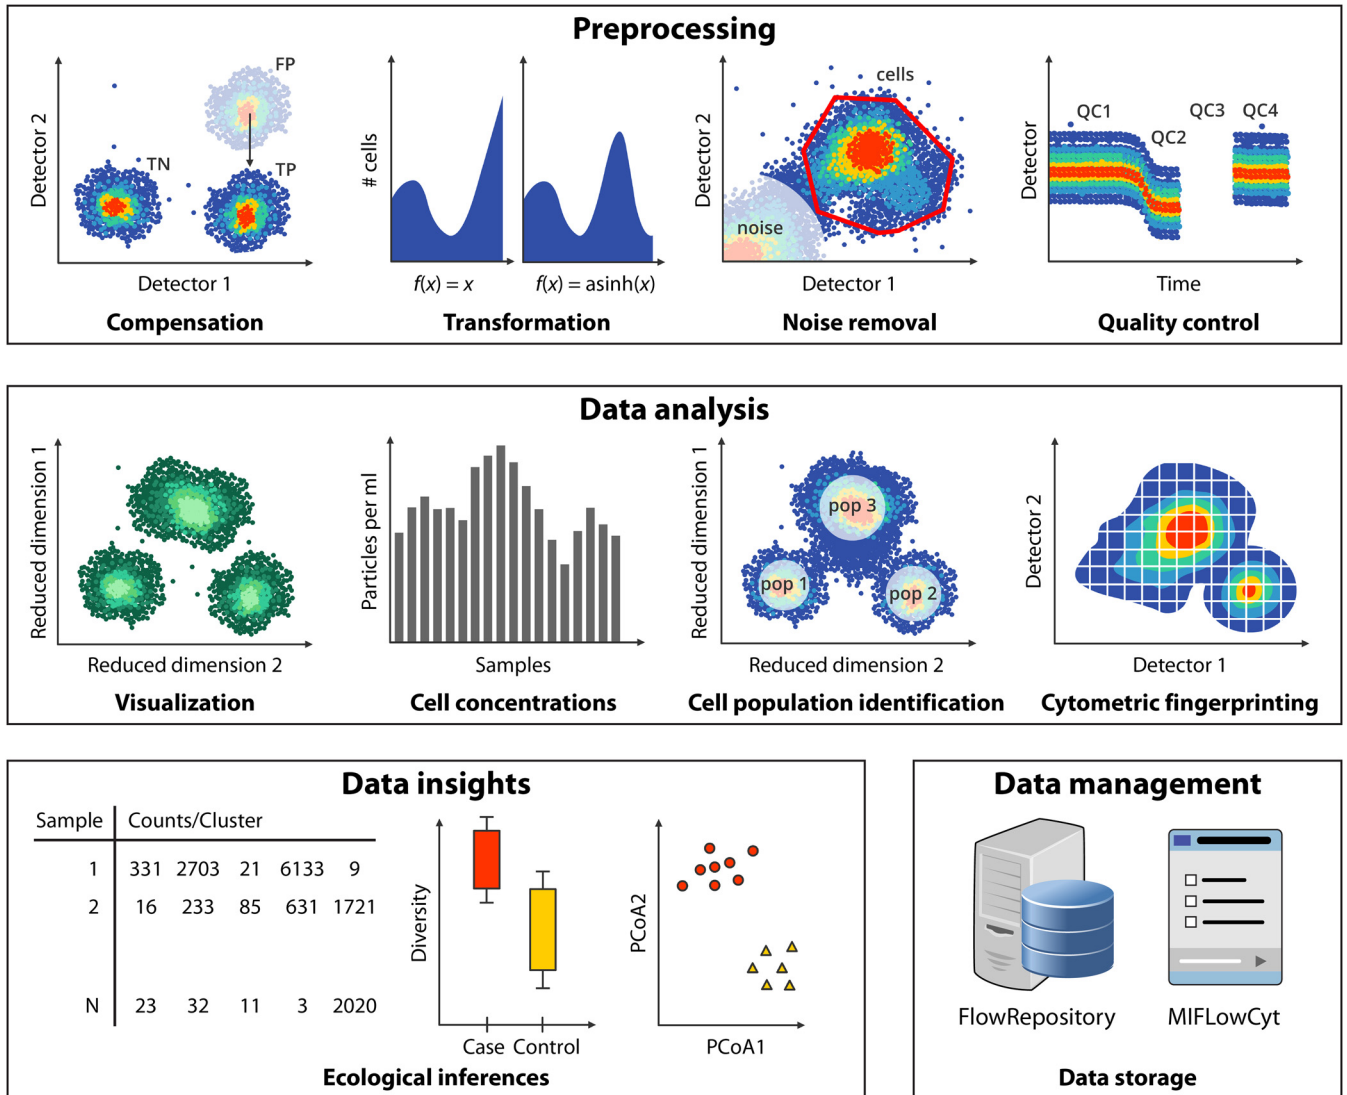 Preprocessing
Detector 2
FP
TN
TP
Detector 1
Compensation
# cells
f(x) = x
f(x) = asinh(x)
Transformation
Detector 2
cells
noise
Detector 1
Noise removal
Detector
QC1
QC2
QC3
QC4
Time
Quality control
Data analysis
Reduced dimension 1
Reduced dimension 2
Visualization
Particles per ml
Samples
Cell concentrations
Reduced dimension 1
pop 3
pop 1
pop 2
Reduced dimension 2
Cell population identification
Detector 2
Detector 1
Cytometric fingerprinting
Data insights
Sample Counts/Cluster
1 331 2703 21 6133 9
2 16 233 85 631 1721
N 23 32 11 3 2020
Diversity
Case Control
PCoA2
PCoA1
Ecological inferences
Data management
FlowRepository
MIFLowCyt
Data storage